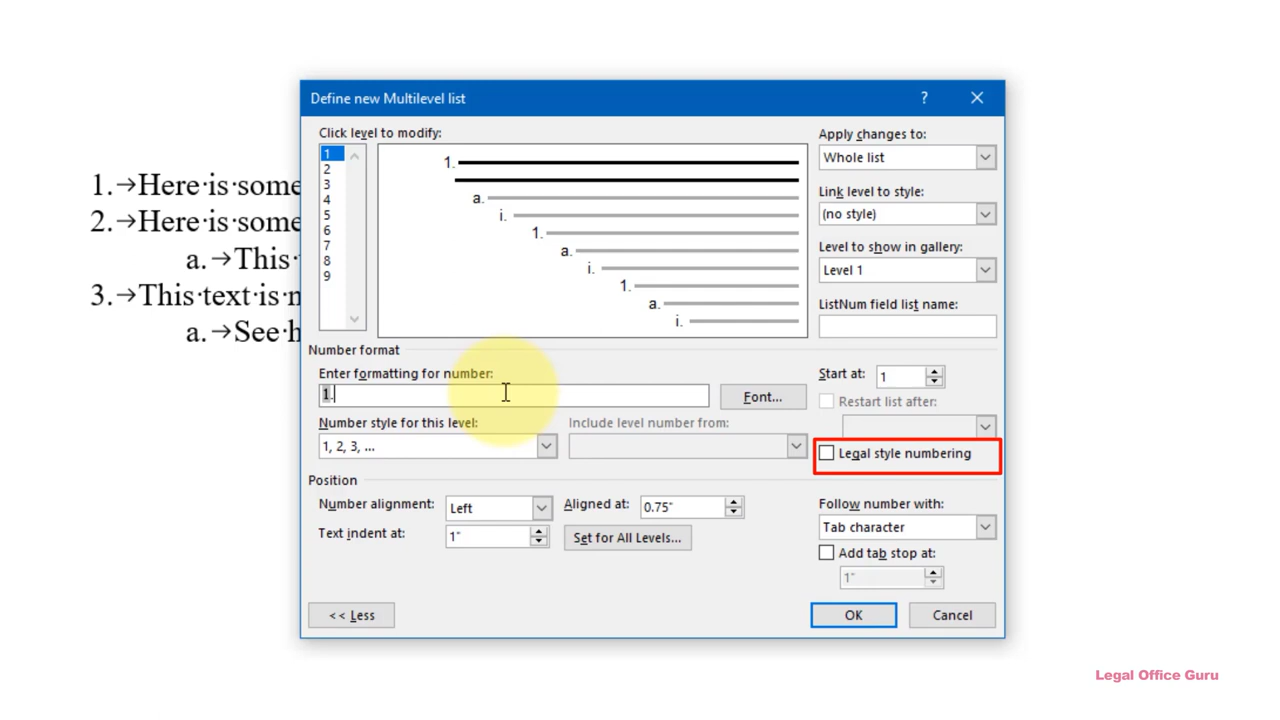 Define new Multilevel list
?
Click level to modify:
1
2
3
4
5
6
7
8
9
1.
a.
i.
1.
a.
i.
1.
a.
i.
Apply changes to:
Whole list
Link level to style:
(no style)
Level to show in gallery:
Level 1
ListNum field list name:
1.→Here·is·some
2.→Here·is·some
a.→This·
3.→This·text·is·
a.→See·
Number format
Enter formatting for number:
1.
Font...
Start at:
1
Restart list after:
Number style for this level:
1, 2, 3, ...
Include level number from:
Legal style numbering
Position
Number alignment:
Left
Aligned at:
0.75"
Text indent at:
1"
Set for All Levels...
Follow number with:
Tab character
Add tab stop at:
1"
<< Less
OK
Cancel
Legal Office Guru